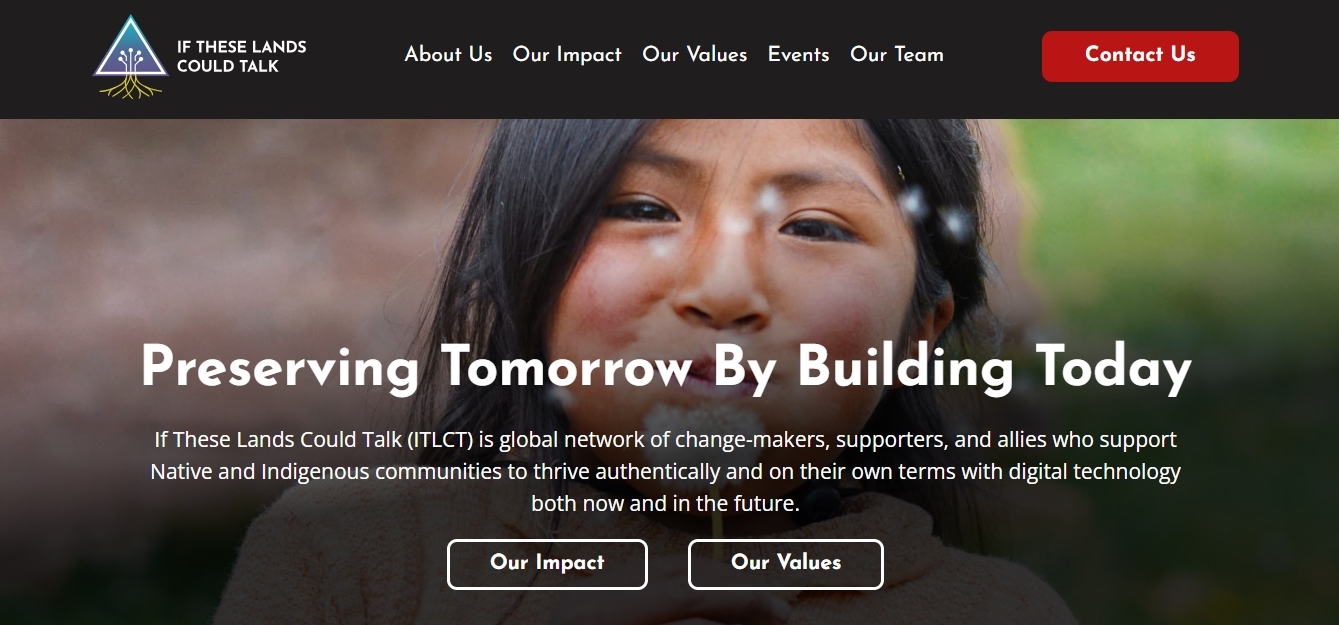 IF THESE LANDS
COULD TALK
About Us Our Impact Our Values Events Our Team
Contact Us
Preserving Tomorrow By Building Today
If These Lands Could Talk (ITLCT) is global network of change-makers, supporters, and allies who support
Native and Indigenous communities to thrive authentically and on their own terms with digital technology
both now and in the future.
Our Impact
Our Values